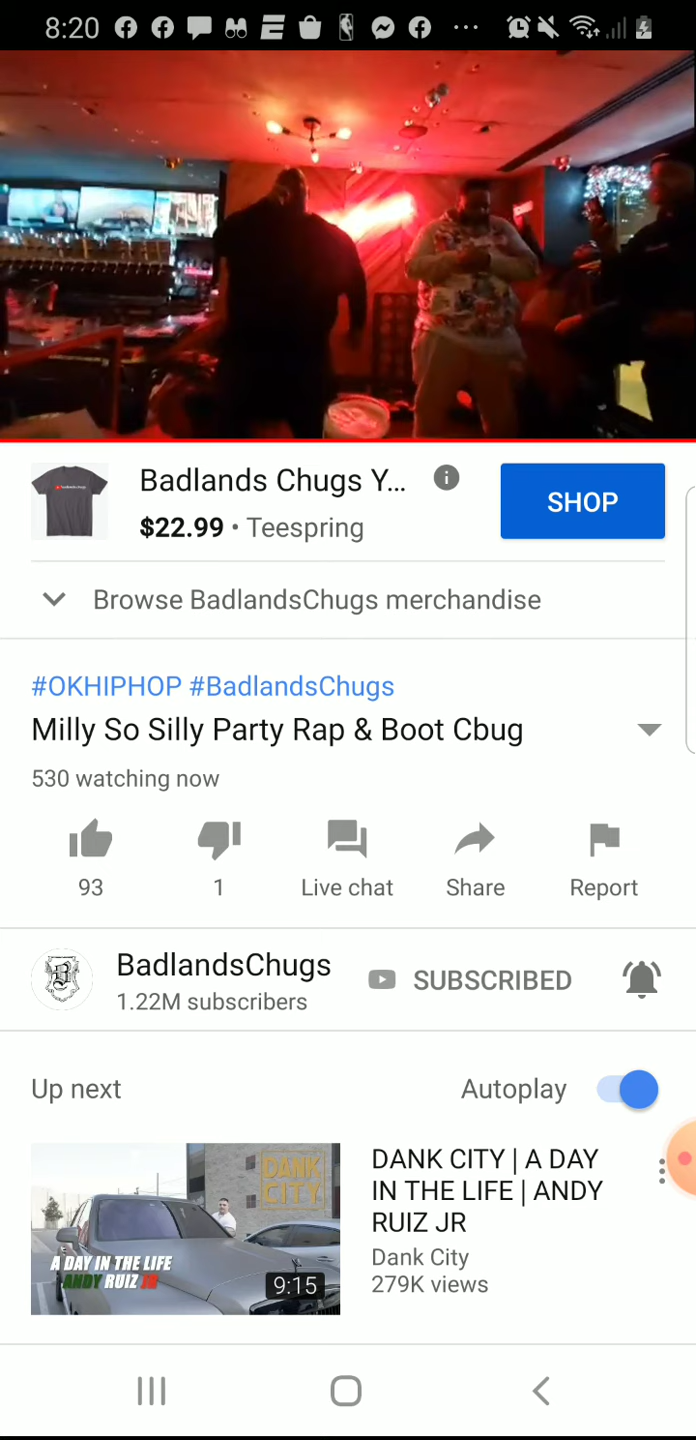 8:20
Badlands Chugs Y...
SHOP
$22.99 • Teespring
Browse BadlandsChugs merchandise
#OKHIPHOP #BadlandsChugs
Milly So Silly Party Rap & Boot Cbug
530 watching now
93
1
Live chat
Share
Report
BadlandsChugs
SUBSCRIBED
1.22M subscribers
Up next
Autoplay
DANK
CITY
A DAY IN THE LIFE
ANDY RUIZ JR
9:15
DANK CITY | A DAY
IN THE LIFE | ANDY
RUIZ JR
Dank City
279K views